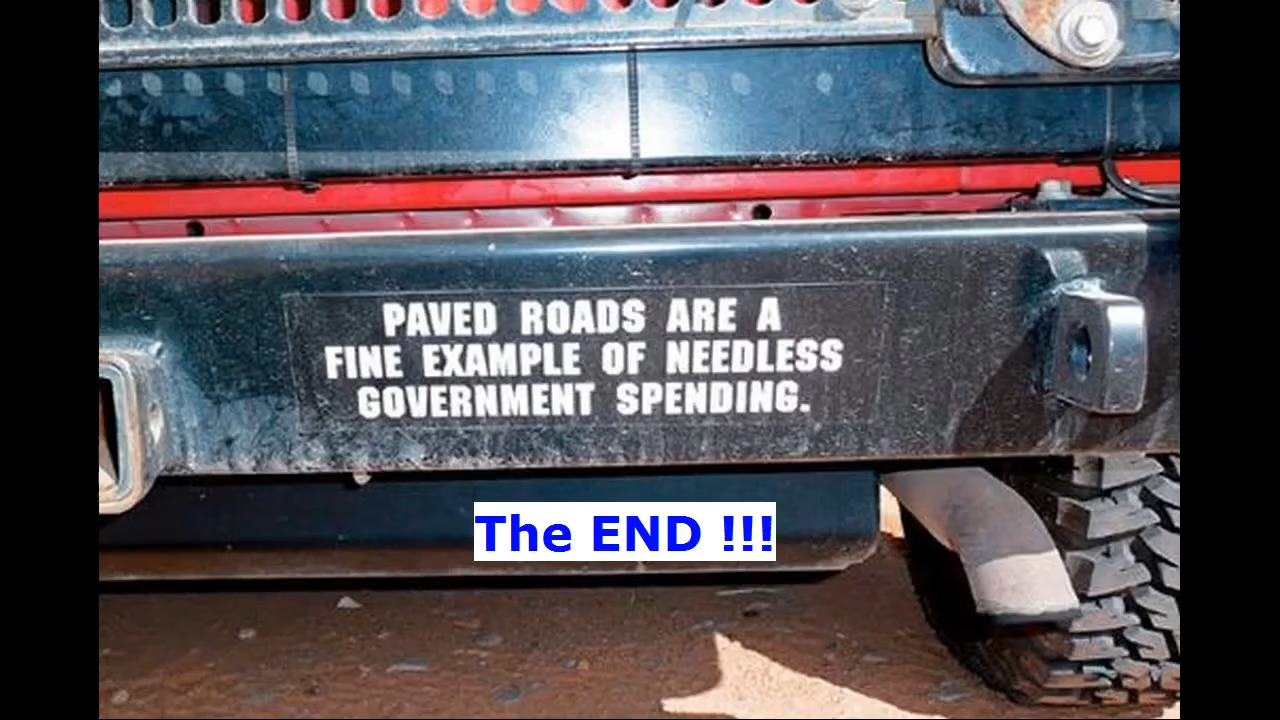 PAVED ROADS ARE A
FINE EXAMPLE OF NEEDLESS
GOVERNMENT SPENDING.
The END !!!